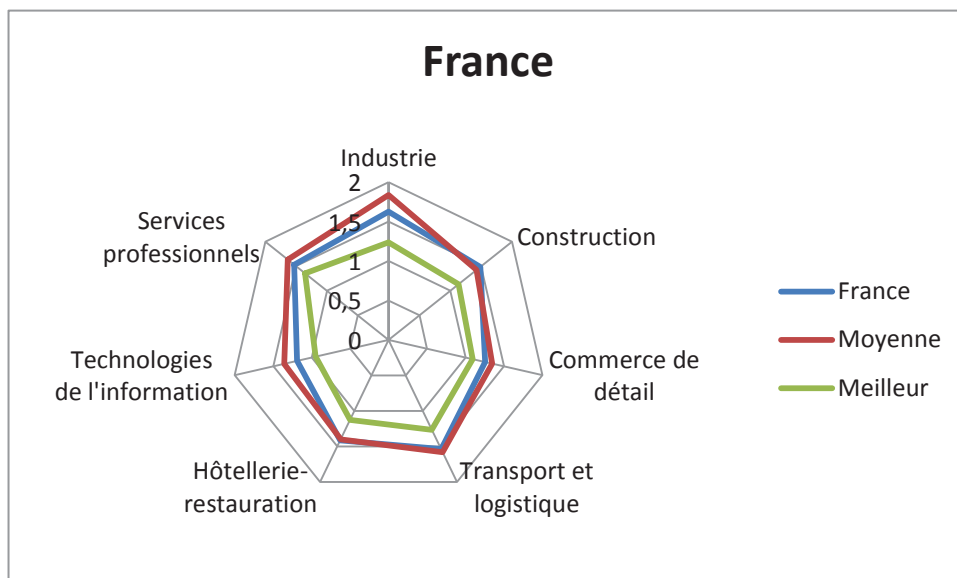 France
Industrie
2
1,5
1
0,5
0
Construction
Commerce de
détail
Transport et
logistique
Hôtellerie-
restauration
Technologies
de l'information
Services
professionnels
France
Moyenne
Meilleur